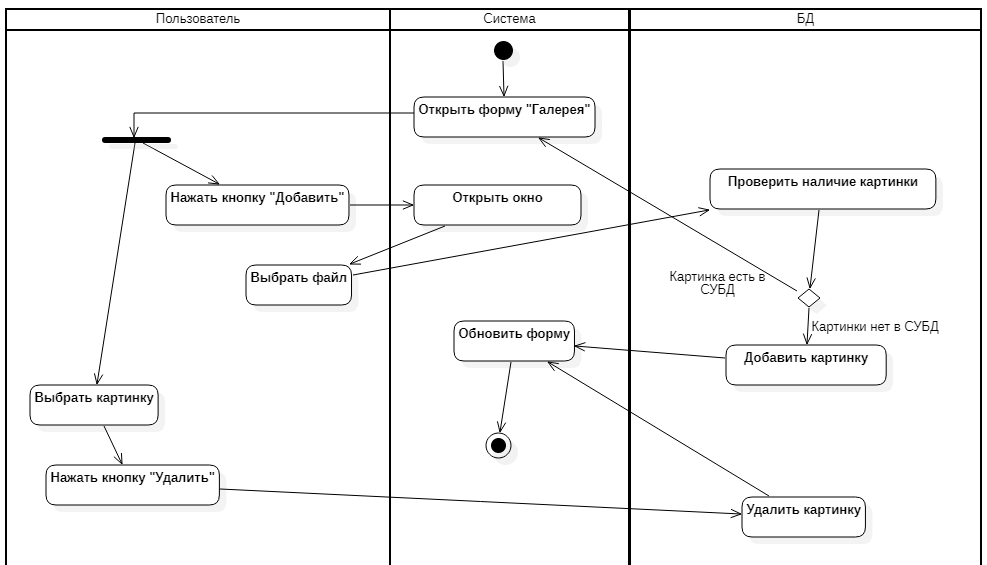 Пользователь
Система
БД
Открыть форму "Галерея"
Проверить наличие картинки
Нажать кнопку "Добавить"
Открыть окно
Выбрать файл
Картинка есть в
СУБД
Картинки нет в СУБД
Обновить форму
Добавить картинку
Выбрать картинку
Нажать кнопку "Удалить"
Удалить картинку